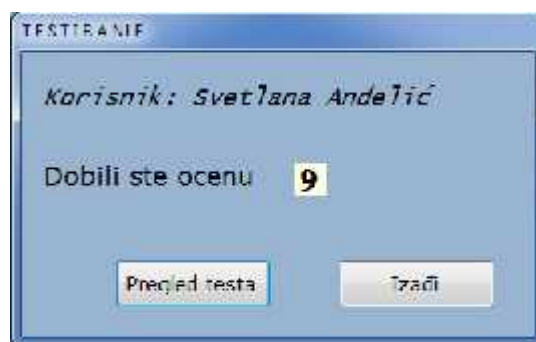 TESTIRANJE
Korisnik: Svetlana Anđelić
Dobili ste ocenu 9
Pregled testa Izađi